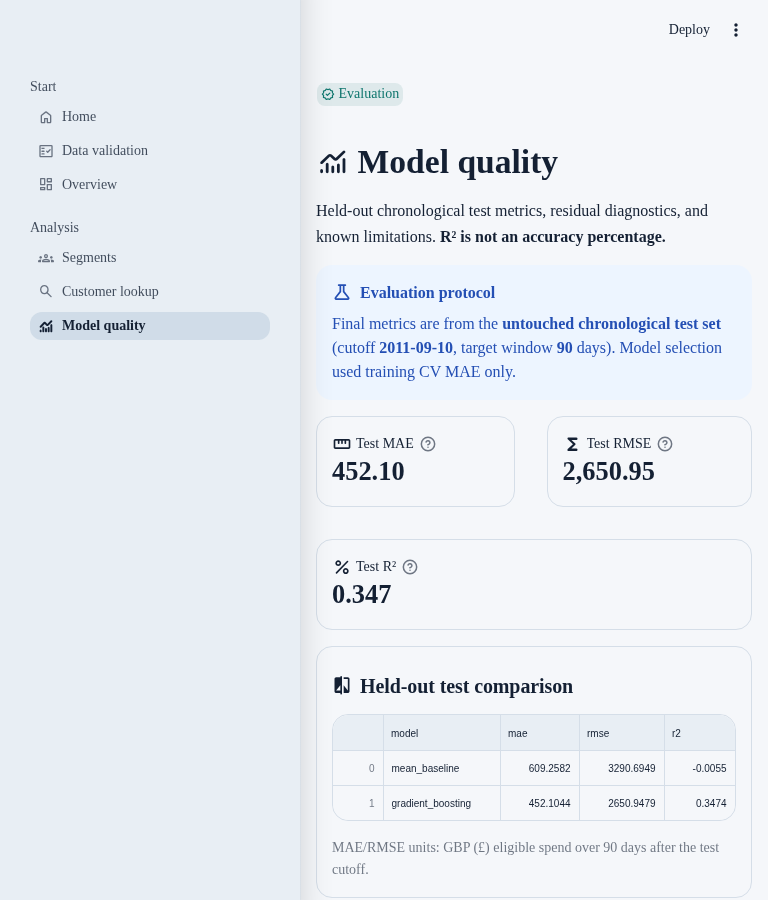 Deploy
Start
Home
Data validation
Overview
Analysis
Segments
Customer lookup
Model quality
Evaluation
Model quality
Held-out chronological test metrics, residual diagnostics, and
known limitations. R² is not an accuracy percentage.
Evaluation protocol
Final metrics are from the untouched chronological test set
(cutoff 2011-09-10, target window 90 days). Model selection
used training CV MAE only.
Test MAE
452.10
Test RMSE
2,650.95
Test R²
0.347
Held-out test comparison
model mae rmse r2
0 mean_baseline 609.2582 3290.6949 -0.0055
1 gradient_boosting 452.1044 2650.9479 0.3474
MAE/RMSE units: GBP (£) eligible spend over 90 days after the test
cutoff.